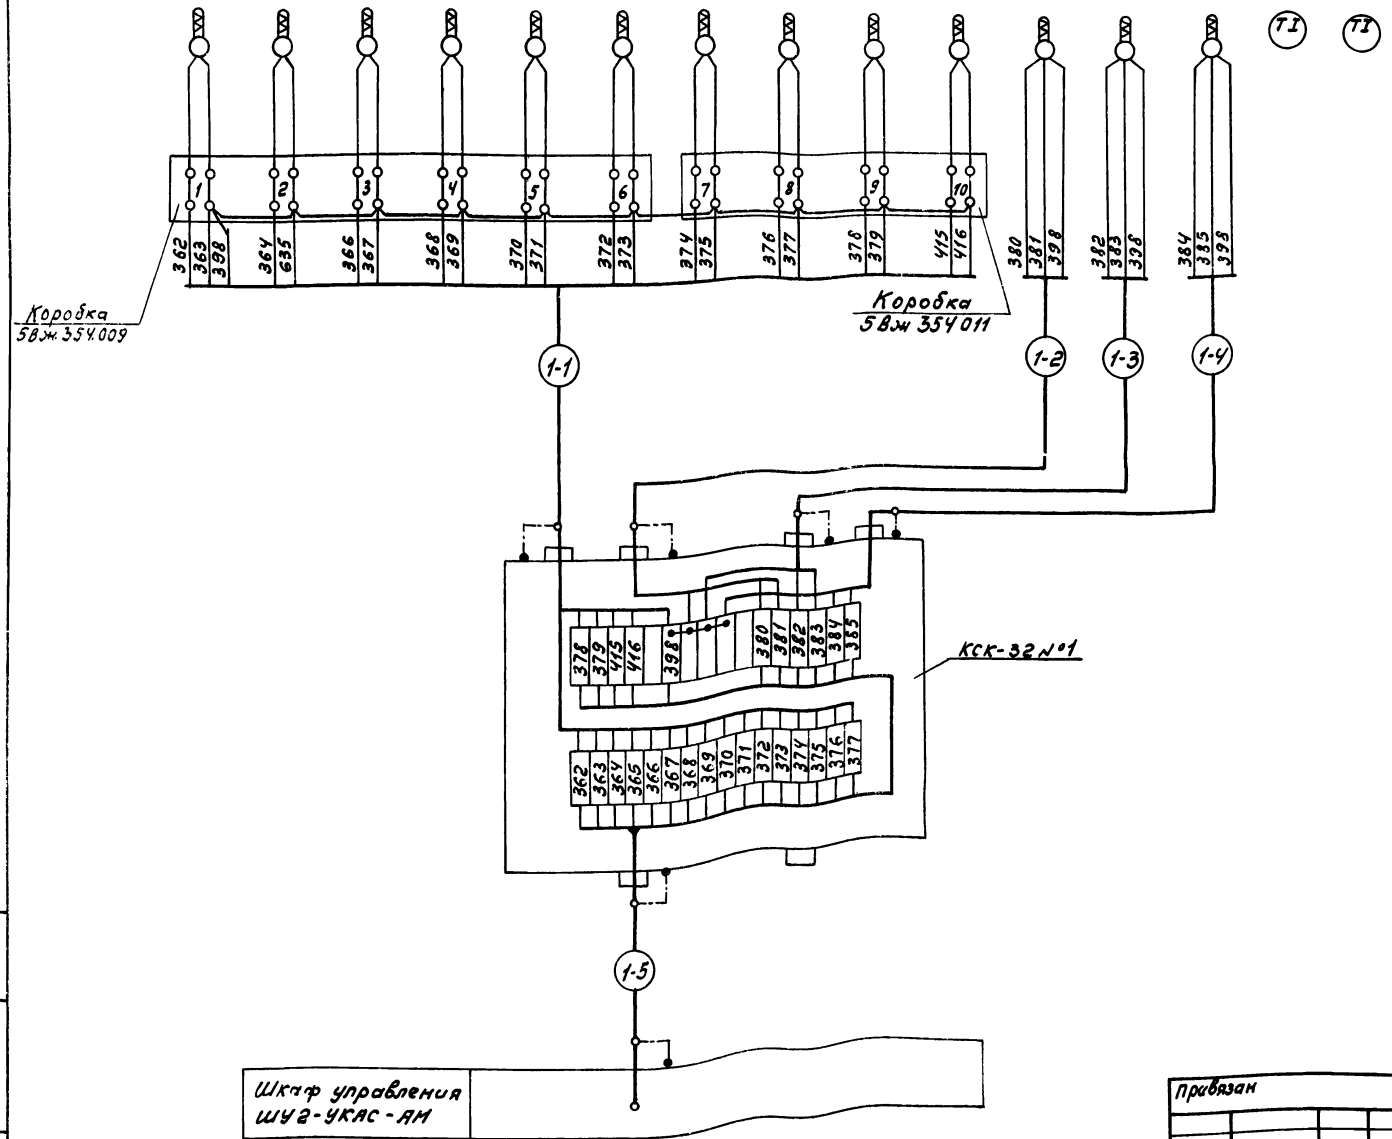 TI TI
1 2 3 4 5 6 7 8 9 10
362 363 398 364 635 366 367 368 369 370 371 372 373 374 375 376 377 378 379 415 416 380 381 398 382 383 398 384 385 398
Коробка
5Вж.354.009
Коробка
5Вж 354 011
1-1 1-2 1-3 1-4
378 379 415 416 398 380 381 382 383 384 385
КСК-32 №1
362 363 364 365 366 367 368 369 370 371 372 373 374 375 376 377
1-5
Шкаф управления
ШУ2-УКАС-АМ
Привязан